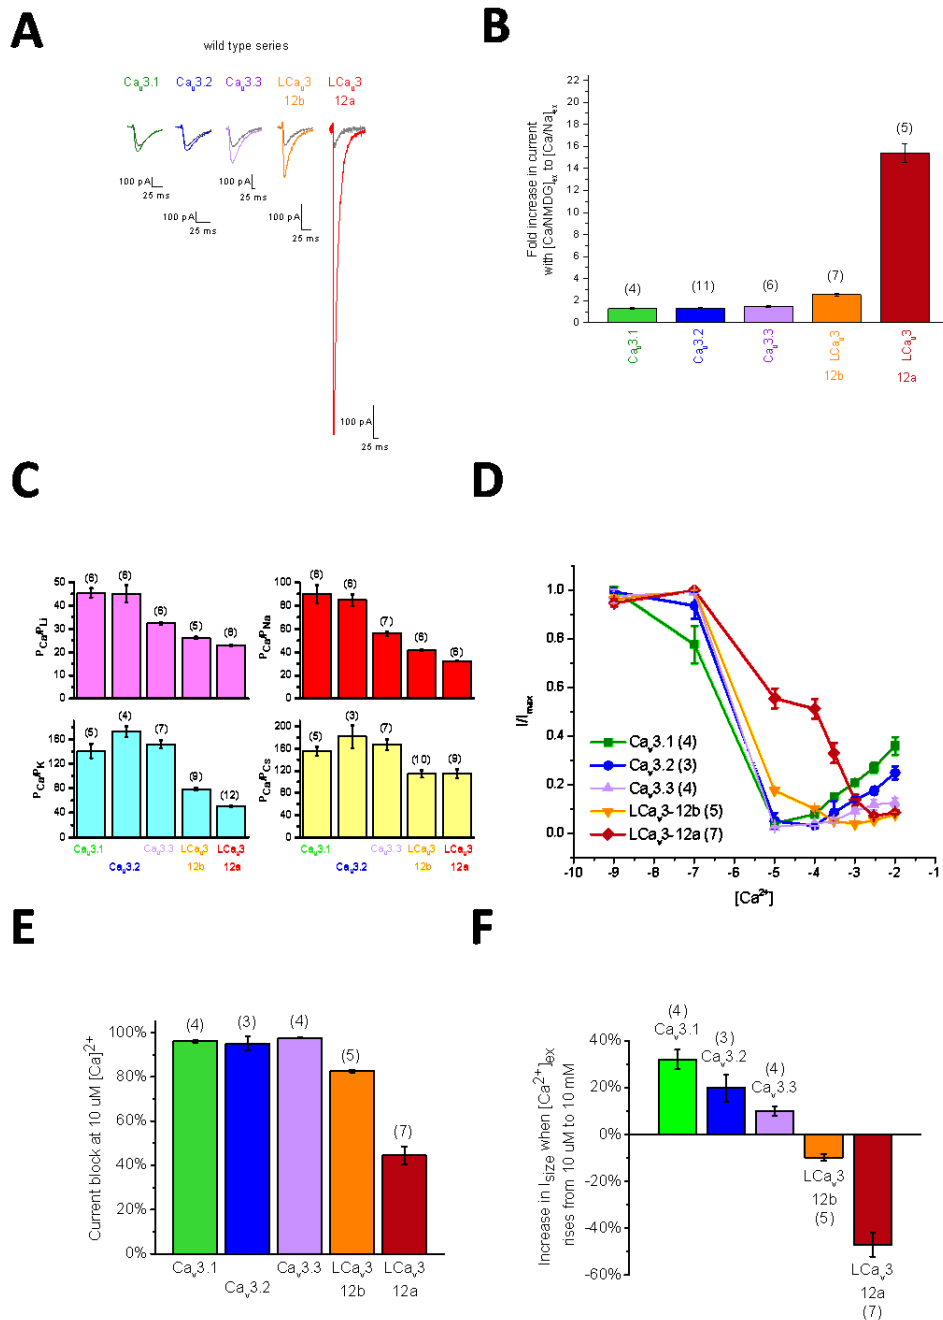 A
wild type series
Caᵥ3.1 Caᵥ3.2 Caᵥ3.3 LCaᵥ3 LCaᵥ3
12b 12a
100 pA
25 ms
100 pA
25 ms
100 pA
25 ms
100 pA
25 ms
100 pA
25 ms
B
Fold increase in current
with [Ca/NMDG]ex to [Ca/Na]ex
22
20
18
16
14
12
10
8
6
4
2
0
(4)
(11)
(6)
(7)
(5)
Caᵥ3.1
Caᵥ3.2
Caᵥ3.3
LCaᵥ3
12b
LCaᵥ3
12a
C
PCa/PLi
50
40
30
20
10
0
(6) (6) (6) (5) (8)
PCa/PNa
100
80
60
40
20
0
(6) (6) (7) (6) (6)
PCa/PK
160
120
80
40
0
(5) (4) (7) (9) (12)
PCa/PCs
200
160
120
80
40
0
(5) (3) (7) (10) (9)
Caᵥ3.1 Caᵥ3.2 Caᵥ3.3 LCaᵥ3 12b LCaᵥ3 12a
Caᵥ3.1 Caᵥ3.2 Caᵥ3.3 LCaᵥ3 12b LCaᵥ3 12a
D
I/Imax
1.0
0.8
0.6
0.4
0.2
0.0
Caᵥ3.1 (4)
Caᵥ3.2 (3)
Caᵥ3.3 (4)
LCaᵥ3-12b (5)
LCaᵥ3-12a (7)
-10 -9 -8 -7 -6 -5 -4 -3 -2 -1
[Ca²⁺]
E
Current block at 10 uM [Ca]²⁺
100%
80%
60%
40%
20%
0%
(4) (3) (4) (5) (7)
Caᵥ3.1 Caᵥ3.2 Caᵥ3.3 LCaᵥ3 12b LCaᵥ3 12a
F
Increase in Isize when [Ca²⁺]ex
rises from 10 uM to 10 mM
40%
20%
0%
-20%
-40%
-60%
(4)
Caᵥ3.1
(3)
Caᵥ3.2
(4)
Caᵥ3.3
LCaᵥ3
12b
(5)
LCaᵥ3
12a
(7)